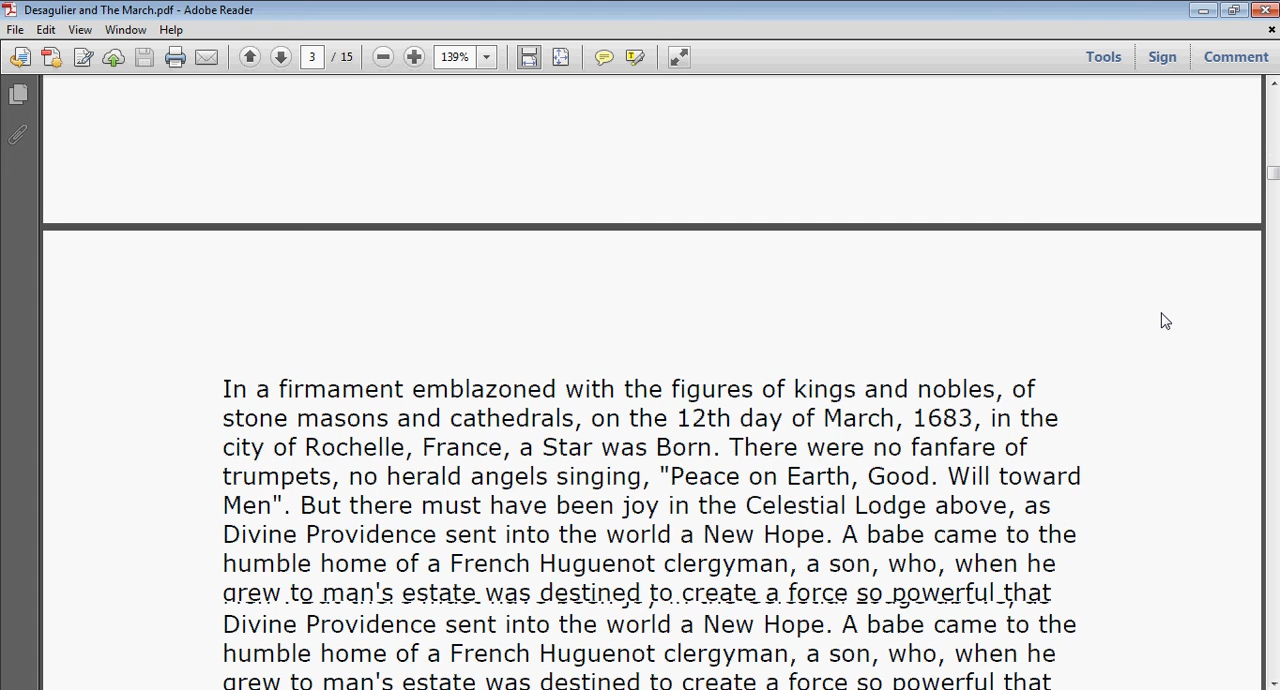 Desagulier and The March.pdf - Adobe Reader
File Edit View Window Help
3 / 15 139% Tools Sign Comment
In a firmament emblazoned with the figures of kings and nobles, of
stone masons and cathedrals, on the 12th day of March, 1683, in the
city of Rochelle, France, a Star was Born. There were no fanfare of
trumpets, no herald angels singing, "Peace on Earth, Good. Will toward
Men". But there must have been joy in the Celestial Lodge above, as
Divine Providence sent into the world a New Hope. A babe came to the
humble home of a French Huguenot clergyman, a son, who, when he
grew to man's estate was destined to create a force so powerful that
Divine Providence sent into the world a New Hope. A babe came to the
humble home of a French Huguenot clergyman, a son, who, when he
grew to man's estate was destined to create a force so powerful that